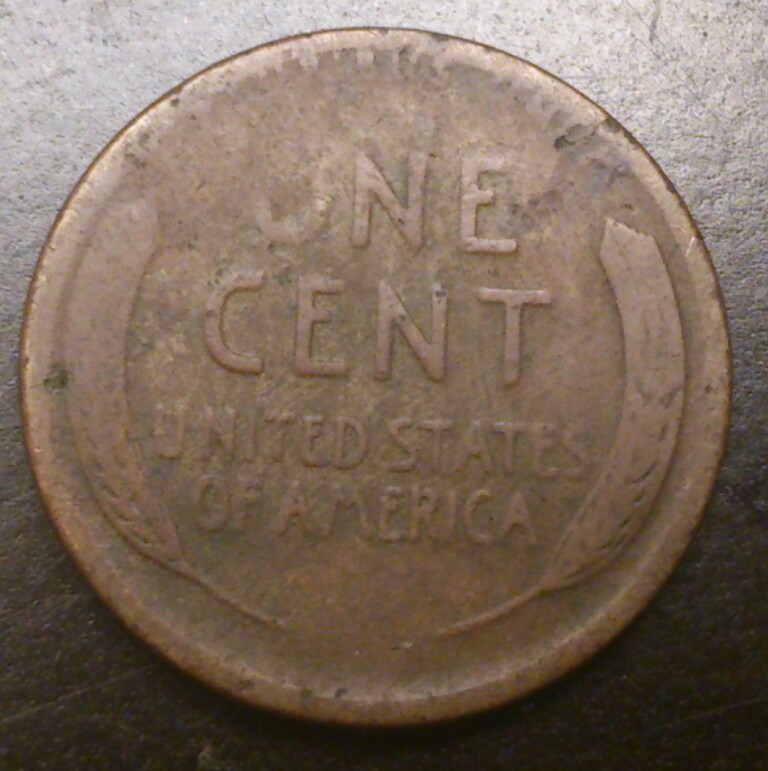 ONE
CENT
UNITED STATES
OF AMERICA